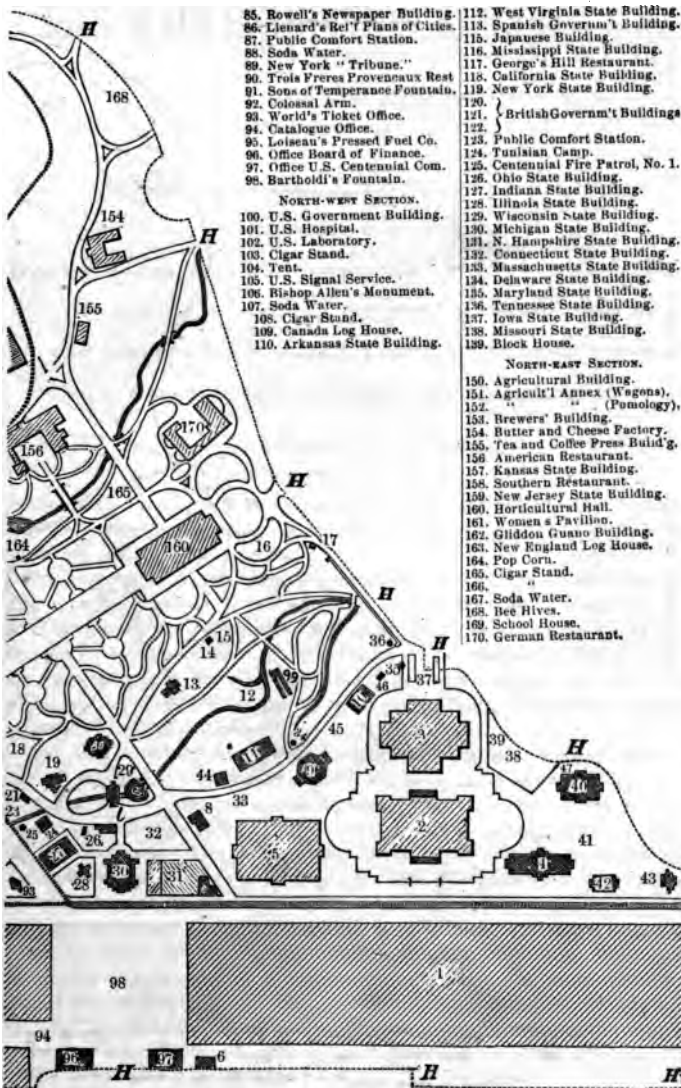 85. Rowell's Newspaper Building.
86. Lienard's Rel'f Plans of Cities.
87. Public Comfort Station.
88. Soda Water.
89. New York "Tribune."
90. Trois Freres Provencaux Rest
91. Sons of Temperance Fountain.
92. Colossal Arm.
93. World's Ticket Office.
94. Catalogue Office.
95. Loiseau's Pressed Fuel Co.
96. Office Board of Finance.
97. Office U.S. Centennial Com.
98. Bartholdi's Fountain.
NORTH-WEST SECTION.
100. U.S. Government Building.
101. U.S. Hospital.
102. U.S. Laboratory.
103. Cigar Stand.
104. Tent.
105. U.S. Signal Service.
106. Bishop Allen's Monument.
107. Soda Water.
108. Cigar Stand.
109. Canada Log House.
110. Arkansas State Building.
112. West Virginia State Building.
113. Spanish Governm't Building.
115. Japanese Building.
116. Mississippi State Building.
117. George's Hill Restaurant.
118. California State Building.
119. New York State Building.
120.
121. British Governm't Buildings
122.
123. Public Comfort Station.
124. Tunisian Camp.
125. Centennial Fire Patrol, No. 1.
126. Ohio State Building.
127. Indiana State Building.
128. Illinois State Building.
129. Wisconsin State Building.
130. Michigan State Building.
131. N. Hampshire State Building.
132. Connecticut State Building.
133. Massachusetts State Building.
134. Delaware State Building.
135. Maryland State Building.
136. Tennessee State Building.
137. Iowa State Building.
138. Missouri State Building.
139. Block House.
NORTH-EAST SECTION.
150. Agricultural Building.
151. Agricult'l Annex (Wagons).
152. " " (Pomology).
153. Brewers' Building.
154. Butter and Cheese Factory.
155. Tea and Coffee Press Build'g.
156 American Restaurant.
157. Kansas State Building.
158. Southern Restaurant.
159. New Jersey State Building.
160. Horticultural Hall.
161. Women s Pavilion.
162. Gliddon Guano Building.
163. New England Log House.
164. Pop Corn.
165. Cigar Stand.
166. "
167. Soda Water.
168. Bee Hives.
169. School House.
170. German Restaurant.
H
168
154
H
155
170
156
165
H
164
160
16
17
H
15
14
36
H
35
37
13
12
99
46
45
3
39
38
18
19
H
47
40
29
44
33
8
21
25
26
32
5
2
41
4
42
43
28
30
31
93
98
1
94
96
97
6
H
H
H